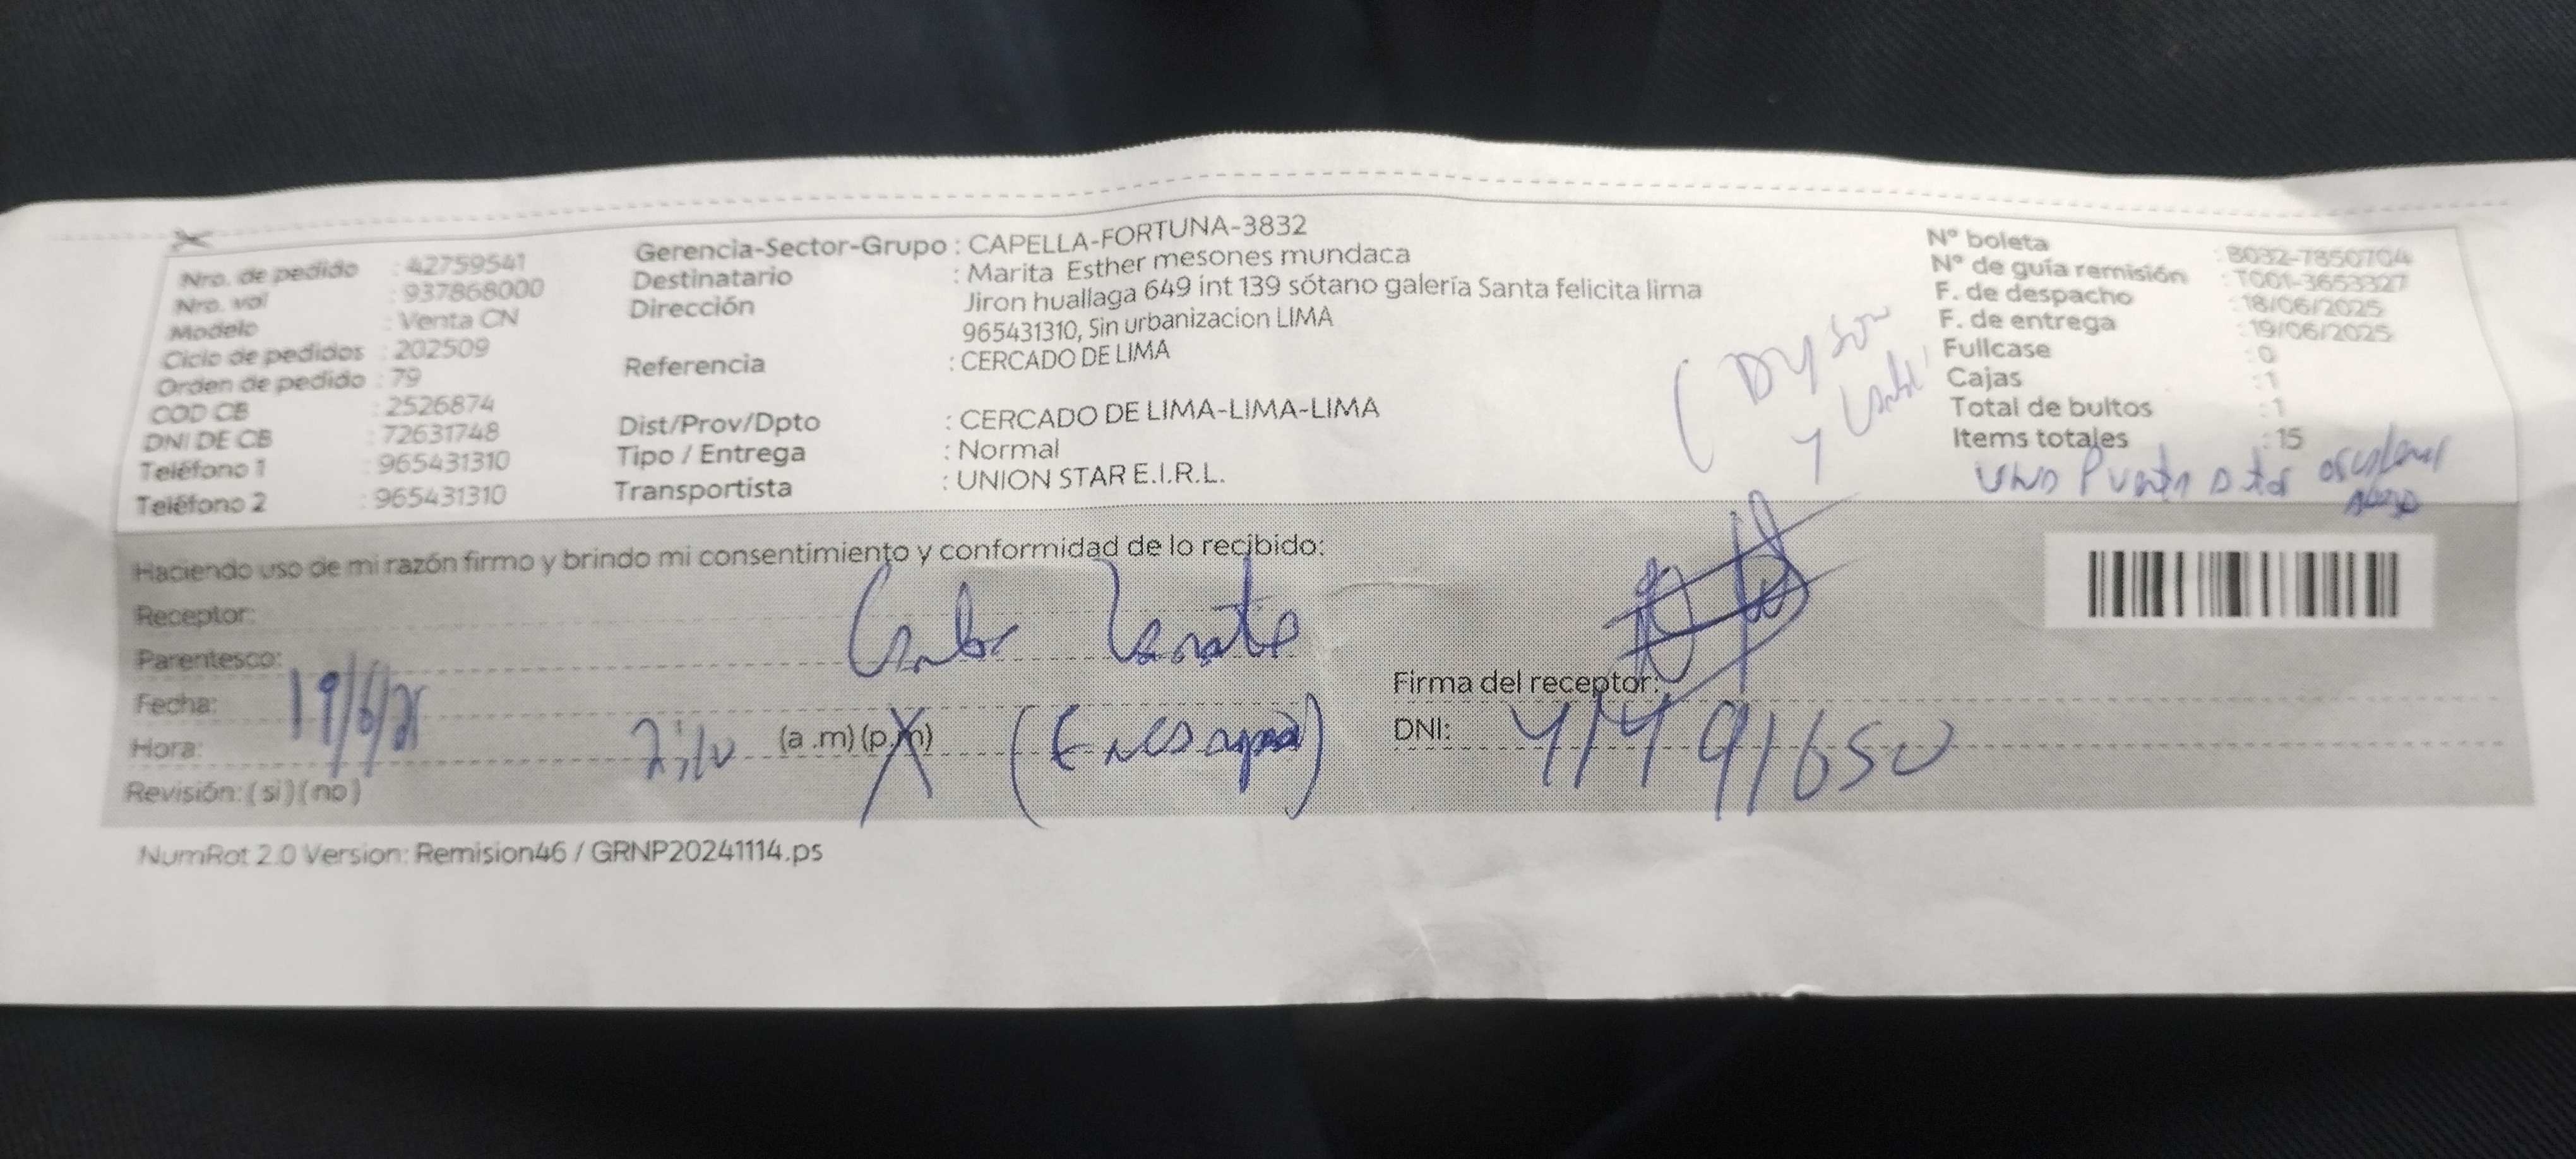 Nro. de pedido : 42759541
Nro. val : 937868000
Modelo : Venta CN
Ciclo de pedidos : 202509
Orden de pedido : 79
COD CB : 2526874
DNI DE CB : 72631748
Teléfono 1 : 965431310
Teléfono 2 : 965431310
Gerencia-Sector-Grupo : CAPELLA-FORTUNA-3832
Destinatario : Marita Esther mesones mundaca
Dirección Jiron huallaga 649 int 139 sótano galería Santa felicita lima
965431310, Sin urbanizacion LIMA
Referencia : CERCADO DE LIMA
Dist/Prov/Dpto : CERCADO DE LIMA-LIMA-LIMA
Tipo / Entrega : Normal
Transportista : UNION STAR E.I.R.L.
Nº boleta : B032-7850704
Nº de guía remisión : T001-3653327
F. de despacho : 18/06/2025
F. de entrega : 19/06/2025
Fullcase : 0
Cajas : 1
Total de bultos : 1
Items totales : 15
Haciendo uso de mi razón firmo y brindo mi consentimiento y conformidad de lo recibido:
Receptor:
Parentesco:
Fecha: 19/6/25
Hora: (a .m) (p.m)
Revisión: ( si ) ( no )
Firma del receptor:
DNI: 41491650
NumRot 2.0 Version: Remision46 / GRNP20241114.ps